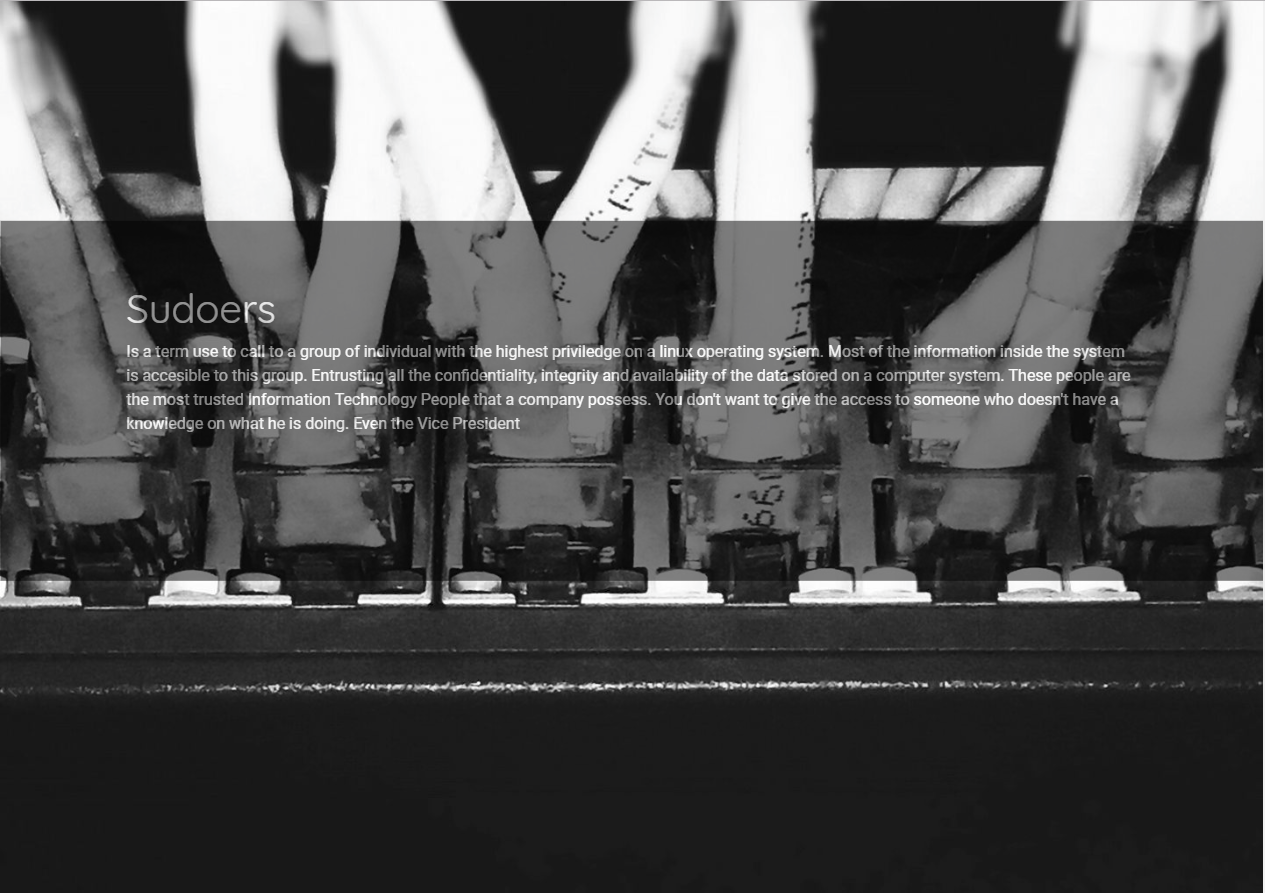 Sudoers
Is a term use to call to a group of individual with the highest priviledge on a linux operating system. Most of the information inside the system
is accesible to this group. Entrusting all the confidentiality, integrity and availability of the data stored on a computer system. These people are
the most trusted Information Technology People that a company possess. You don't want to give the access to someone who doesn't have a
knowledge on what he is doing. Even the Vice President
CAT